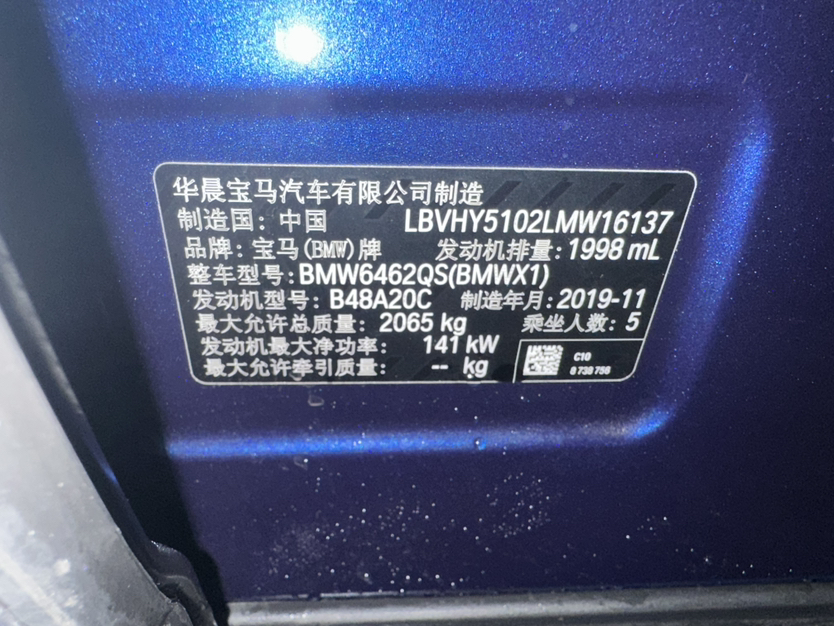 华晨宝马汽车有限公司制造
制造国：中国 LBVHY5102LMW16137
品牌：宝马(BMW)牌 发动机排量：1998 mL
整车型号：BMW6462QS(BMWX1)
发动机型号：B48A20C 制造年月：2019-11
最大允许总质量： 2065 kg 乘坐人数：5
发动机最大净功率： 141 kW
最大允许牵引质量： -- kg
C10
8 738 756